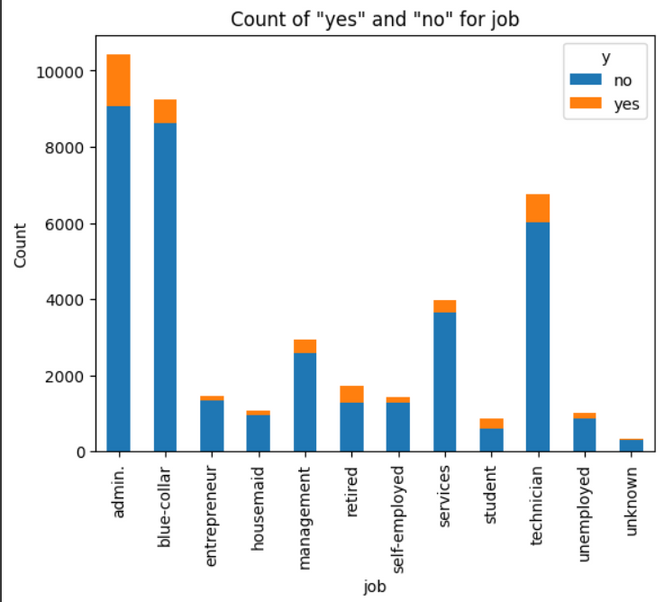 Count of "yes" and "no" for job
y
no
yes
10000
8000
6000
4000
2000
0
Count
admin.
blue-collar
entrepreneur
housemaid
management
retired
self-employed
services
student
technician
unemployed
unknown
job